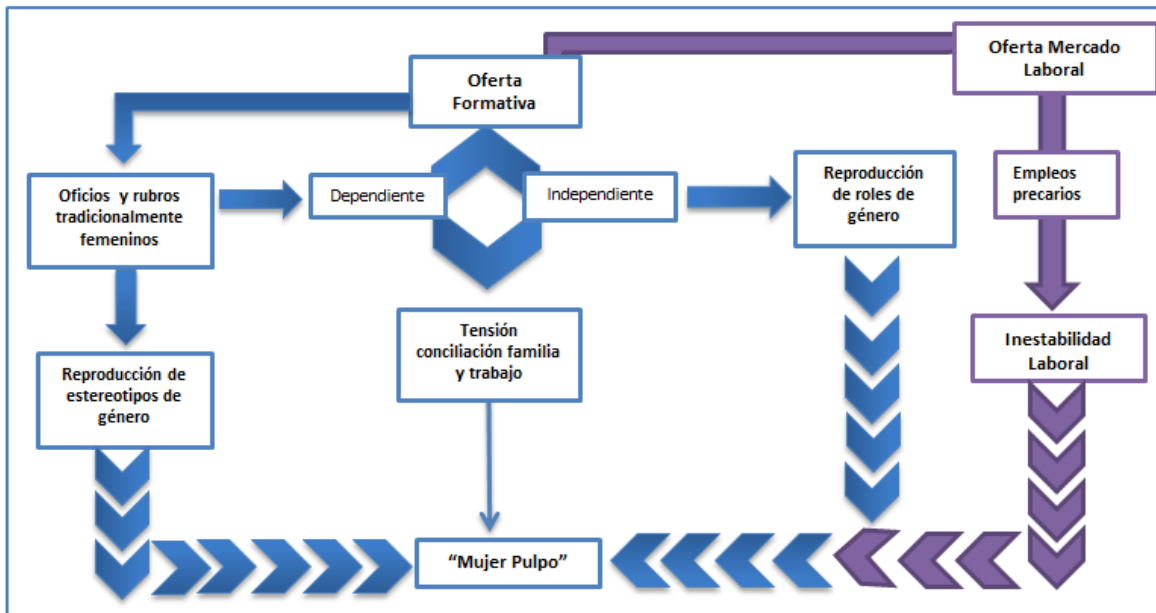 Oferta Mercado
Laboral
Oferta
Formativa
Oficios y rubros
tradicionalmente
femeninos
Dependiente
Independiente
Reproducción
de roles de
género
Empleos
precarios
Tensión
conciliación familia
y trabajo
Inestabilidad
Laboral
Reproducción de
estereotipos de
género
“Mujer Pulpo”